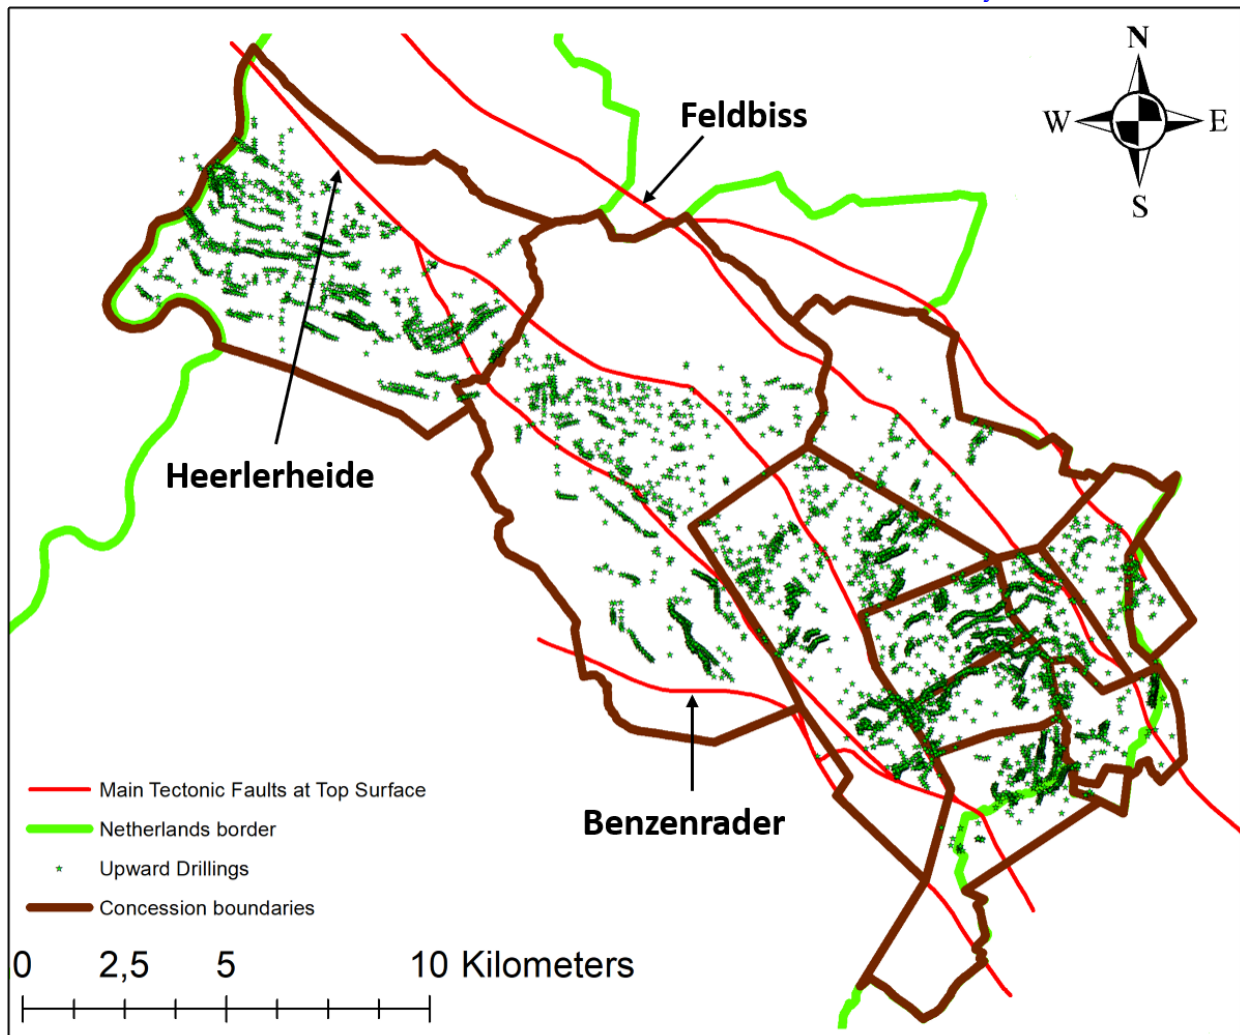 N
W E
S
Feldbiss
Heerlerheide
Benzenrader
Main Tectonic Faults at Top Surface
Netherlands border
Upward Drillings
Concession boundaries
0 2,5 5 10 Kilometers